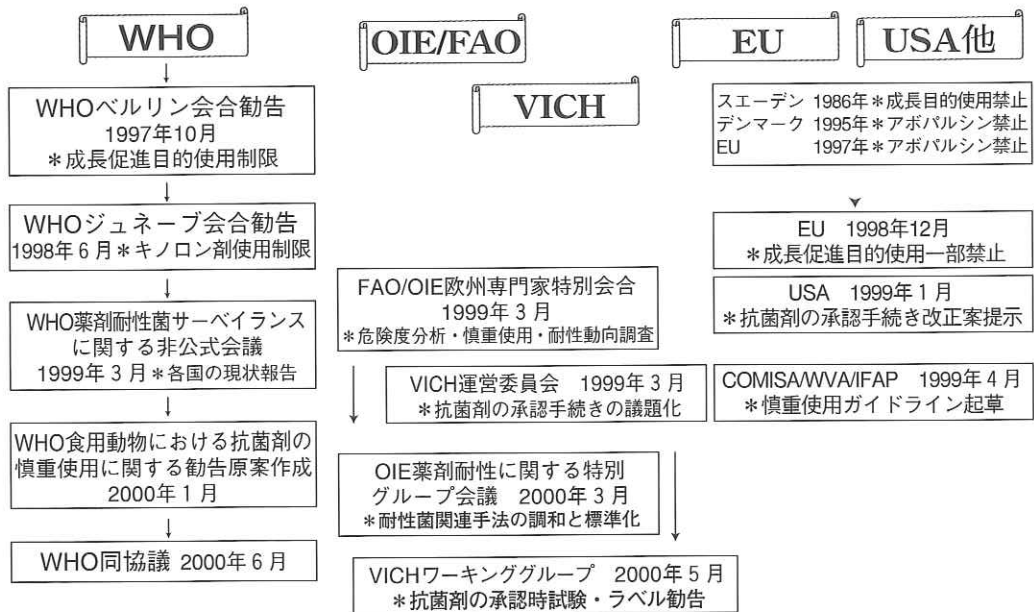 WHO
OIE/FAO
EU
USA他
VICH
WHOベルリン会合勧告
1997年10月
＊成長促進目的使用制限
WHOジュネーブ会合勧告
1998年6月＊キノロン剤使用制限
WHO薬剤耐性菌サーベイランス
に関する非公式会議
1999年3月＊各国の現状報告
WHO食用動物における抗菌剤の
慎重使用に関する勧告原案作成
2000年1月
WHO同協議 2000年6月
FAO/OIE欧州専門家特別会合
1999年3月
＊危険度分析・慎重使用・耐性動向調査
VICH運営委員会 1999年3月
＊抗菌剤の承認手続きの議題化
OIE薬剤耐性に関する特別
グループ会議 2000年3月
＊耐性菌関連手法の調和と標準化
VICHワーキンググループ 2000年5月
＊抗菌剤の承認時試験・ラベル勧告
スエーデン 1986年＊成長目的使用禁止
デンマーク 1995年＊アボパルシン禁止
EU 1997年＊アボパルシン禁止
EU 1998年12月
＊成長促進目的使用一部禁止
USA 1999年1月
＊抗菌剤の承認手続き改正案提示
COMISA/WVA/IFAP 1999年4月
＊慎重使用ガイドライン起草